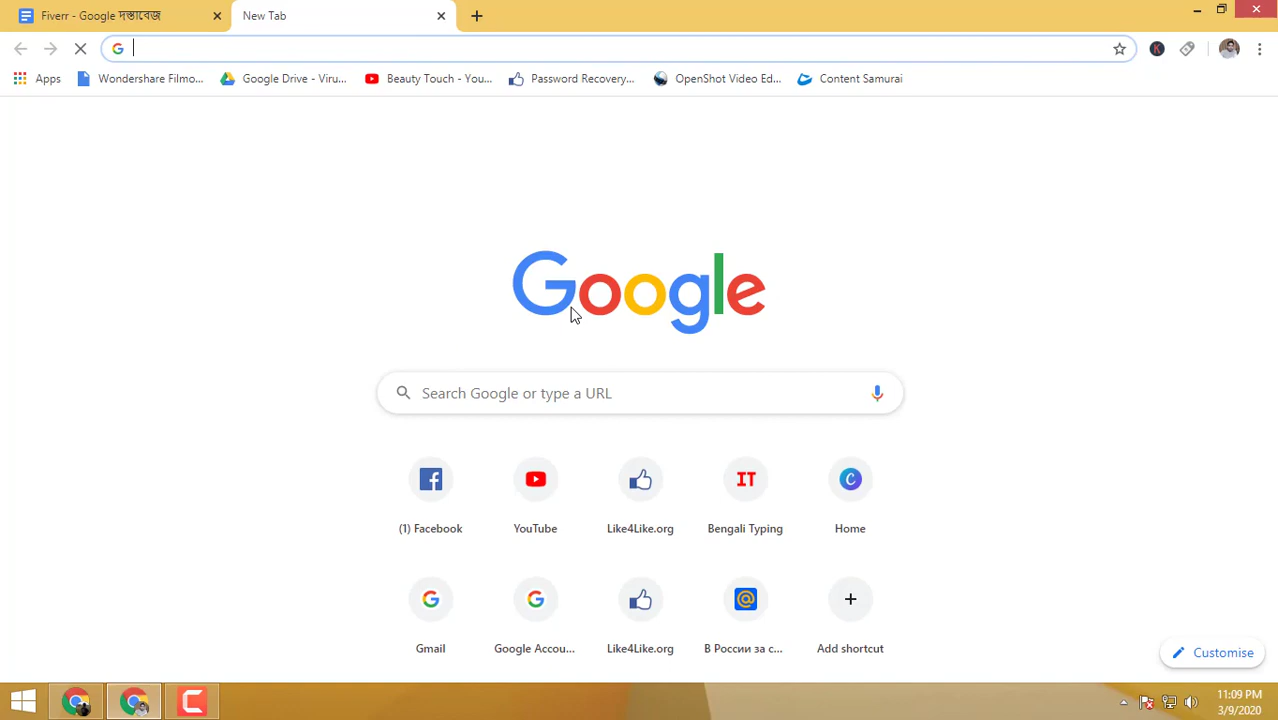 Fiverr - Google দস্তাবেজ
New Tab
Apps
Wondershare Filmo...
Google Drive - Viru...
Beauty Touch - You...
Password Recovery...
OpenShot Video Ed...
Content Samurai
Google
Search Google or type a URL
(1) Facebook
YouTube
Like4Like.org
Bengali Typing
Home
Gmail
Google Accou...
Like4Like.org
В России за с...
Add shortcut
Customise
11:09 PM
3/9/2020